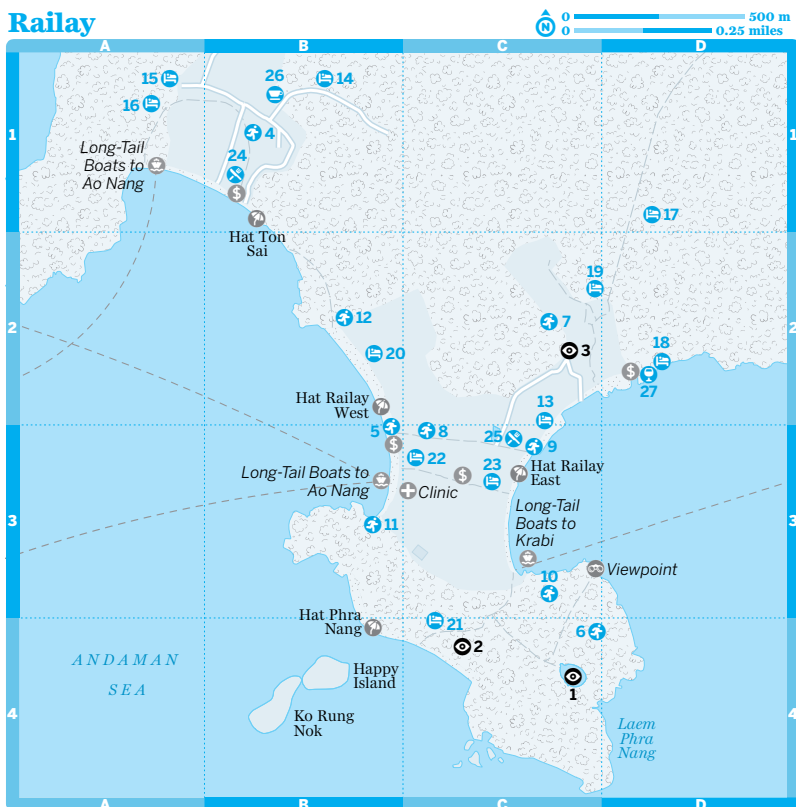 Railay
N
0 500 m
0 0.25 miles
A B C D
15
26
14
16
1 1
4
Long-Tail
Boats to
Ao Nang
24
$
17
Hat Ton
Sai
19
12
7
2 2
3
18
20
$
27
Hat Railay
West
13
5
8
25
9
$
22
Hat Railay
East
Long-Tail Boats to
Ao Nang
$
23
Clinic
Long-Tail
Boats to
Krabi
3 3
11
Viewpoint
10
Hat Phra
Nang
21
6
2
ANDAMAN
SEA
Happy
Island
1
Ko Rung
Nok
4 4
Laem
Phra
Nang
A B C D